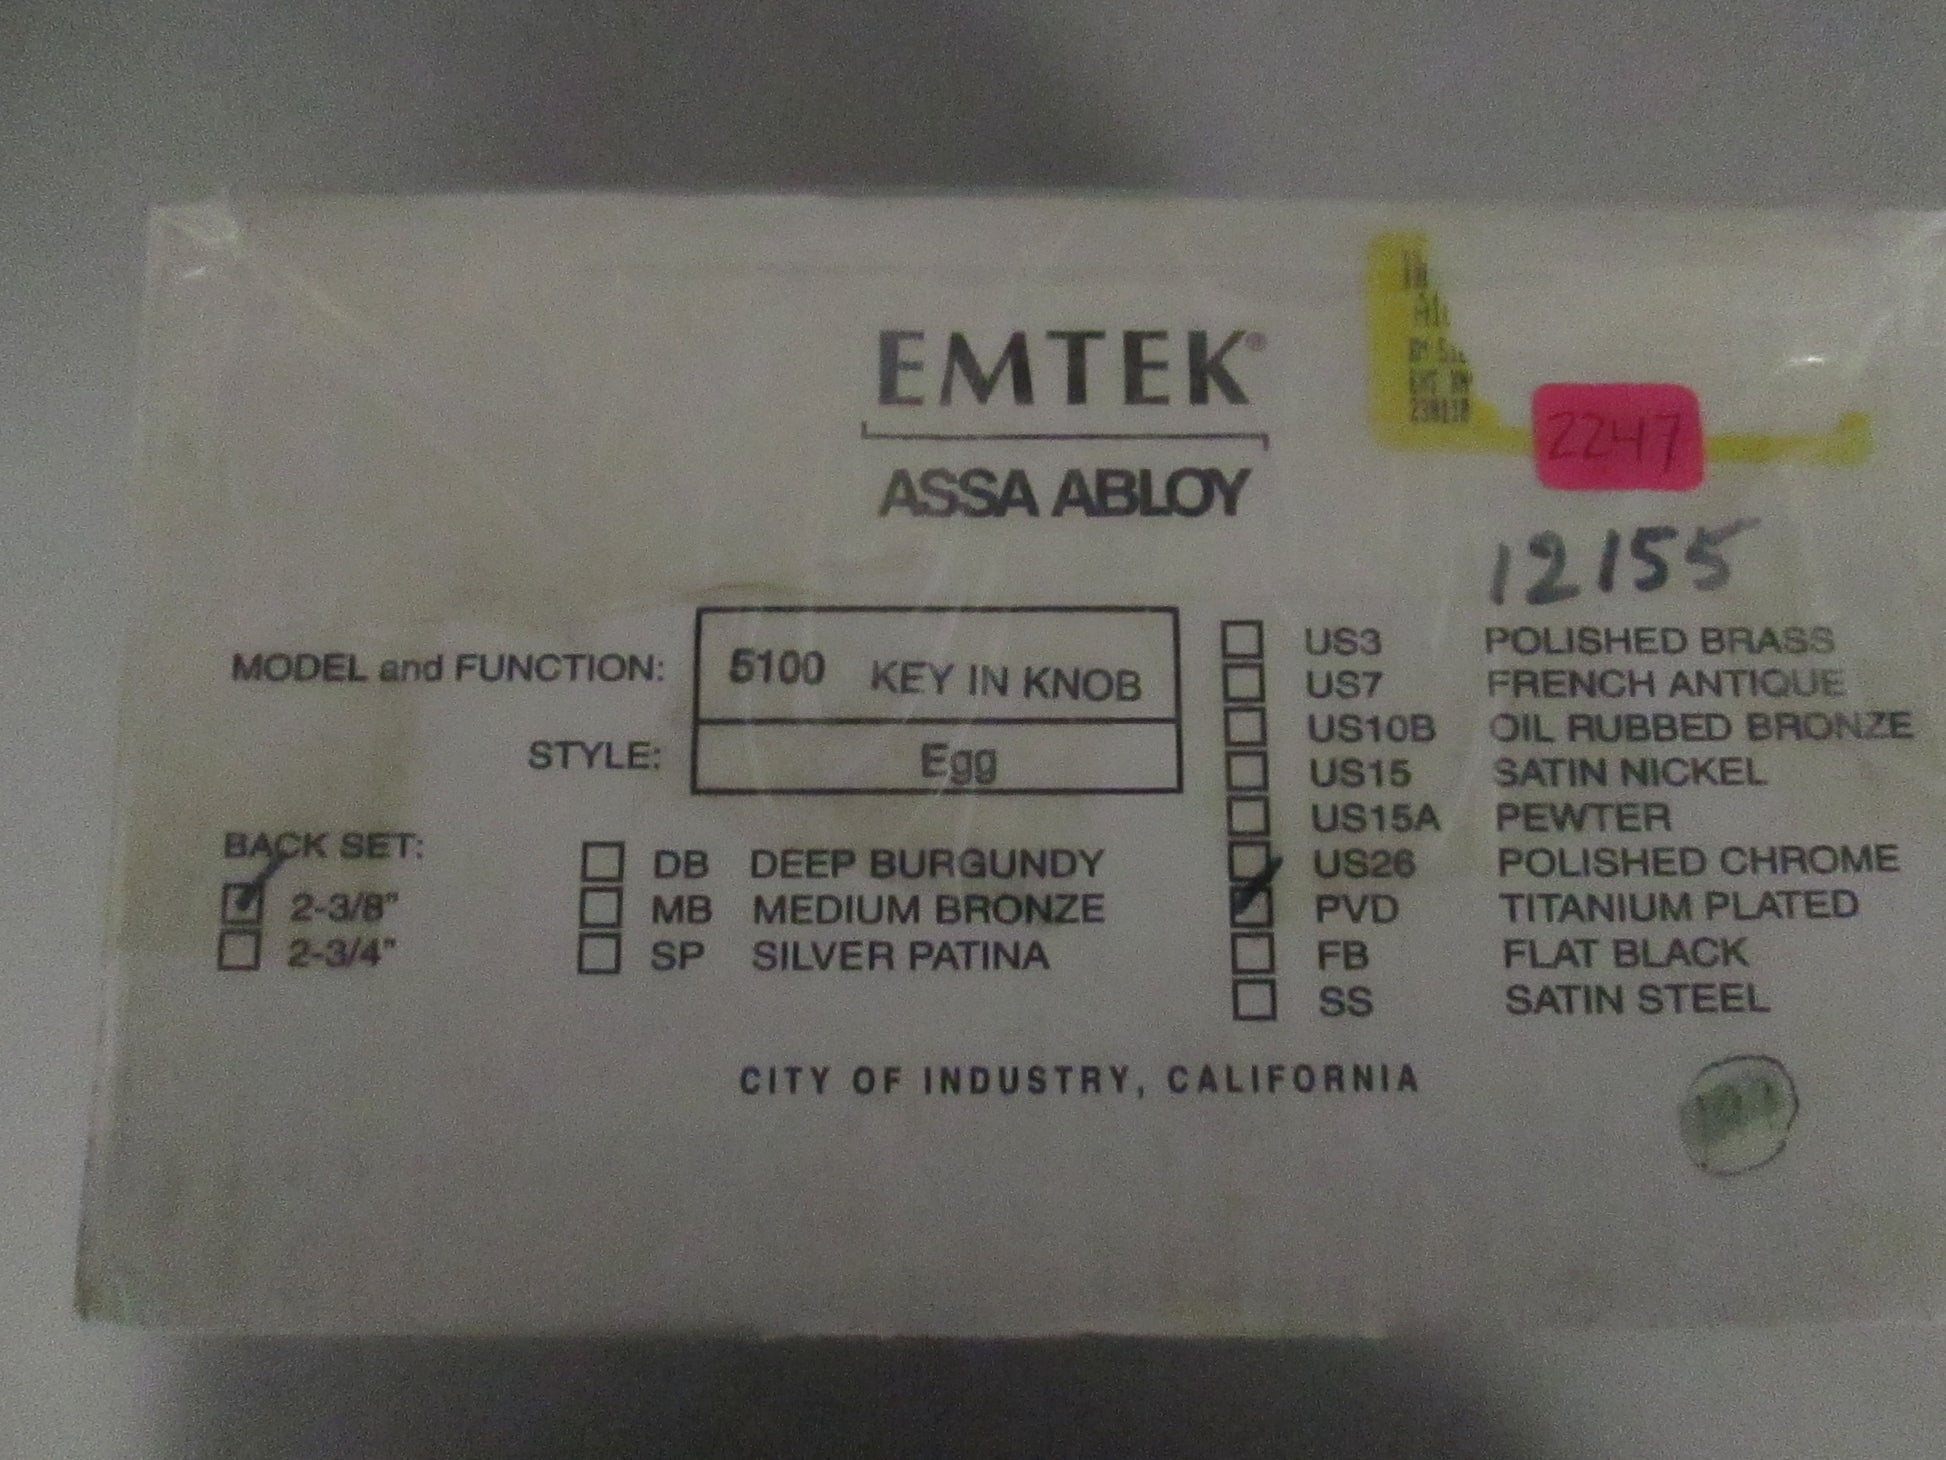 EMTEK®
ASSA ABLOY
2247
12155
MODEL and FUNCTION: 5100 KEY IN KNOB
STYLE: Egg
BACK SET:
2-3/8"
2-3/4"
DB DEEP BURGUNDY
MB MEDIUM BRONZE
SP SILVER PATINA
US3 POLISHED BRASS
US7 FRENCH ANTIQUE
US10B OIL RUBBED BRONZE
US15 SATIN NICKEL
US15A PEWTER
US26 POLISHED CHROME
PVD TITANIUM PLATED
FB FLAT BLACK
SS SATIN STEEL
CITY OF INDUSTRY, CALIFORNIA